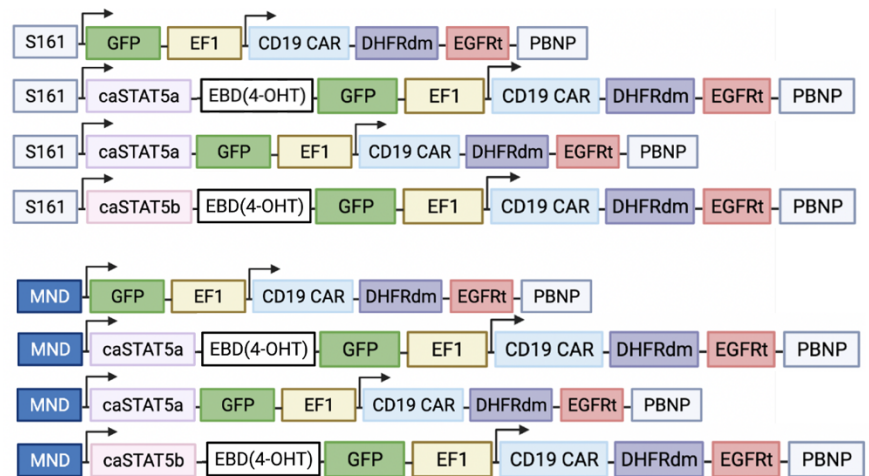 S161 GFP EF1 CD19 CAR DHFRdm EGFRt PBNP
S161 caSTAT5a EBD(4-OHT) GFP EF1 CD19 CAR DHFRdm EGFRt PBNP
S161 caSTAT5a GFP EF1 CD19 CAR DHFRdm EGFRt PBNP
S161 caSTAT5b EBD(4-OHT) GFP EF1 CD19 CAR DHFRdm EGFRt PBNP
MND GFP EF1 CD19 CAR DHFRdm EGFRt PBNP
MND caSTAT5a EBD(4-OHT) GFP EF1 CD19 CAR DHFRdm EGFRt PBNP
MND caSTAT5a GFP EF1 CD19 CAR DHFRdm EGFRt PBNP
MND caSTAT5b EBD(4-OHT) GFP EF1 CD19 CAR DHFRdm EGFRt PBNP